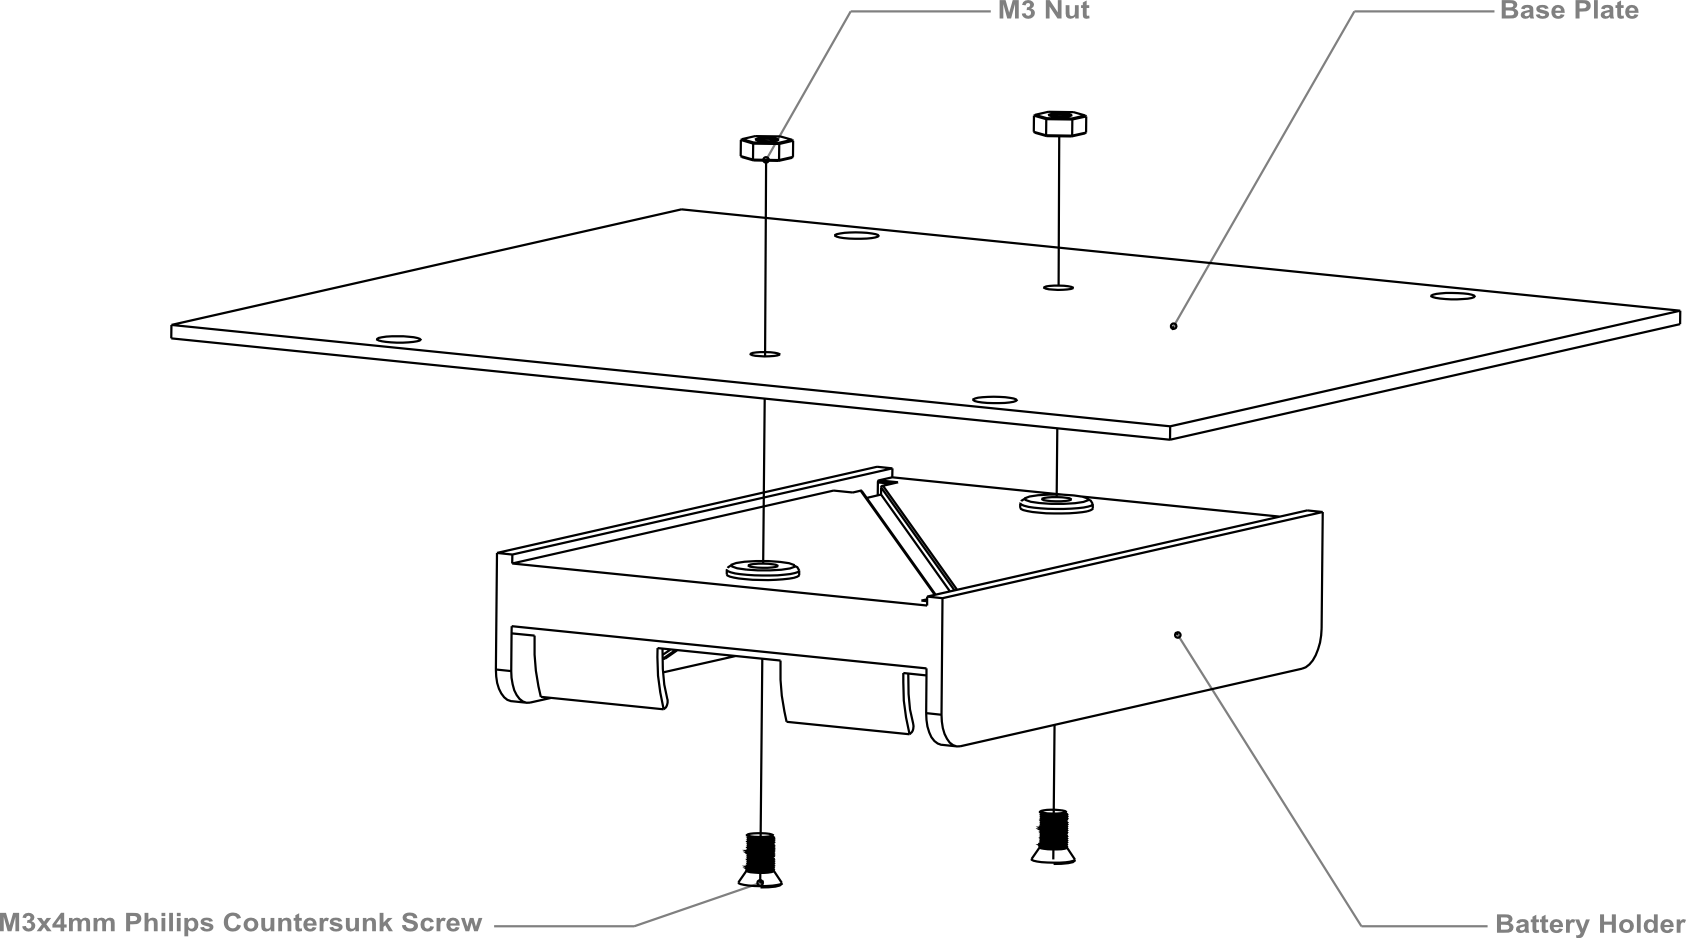 M3 Nut
Base Plate
M3x4mm Philips Countersunk Screw
Battery Holder